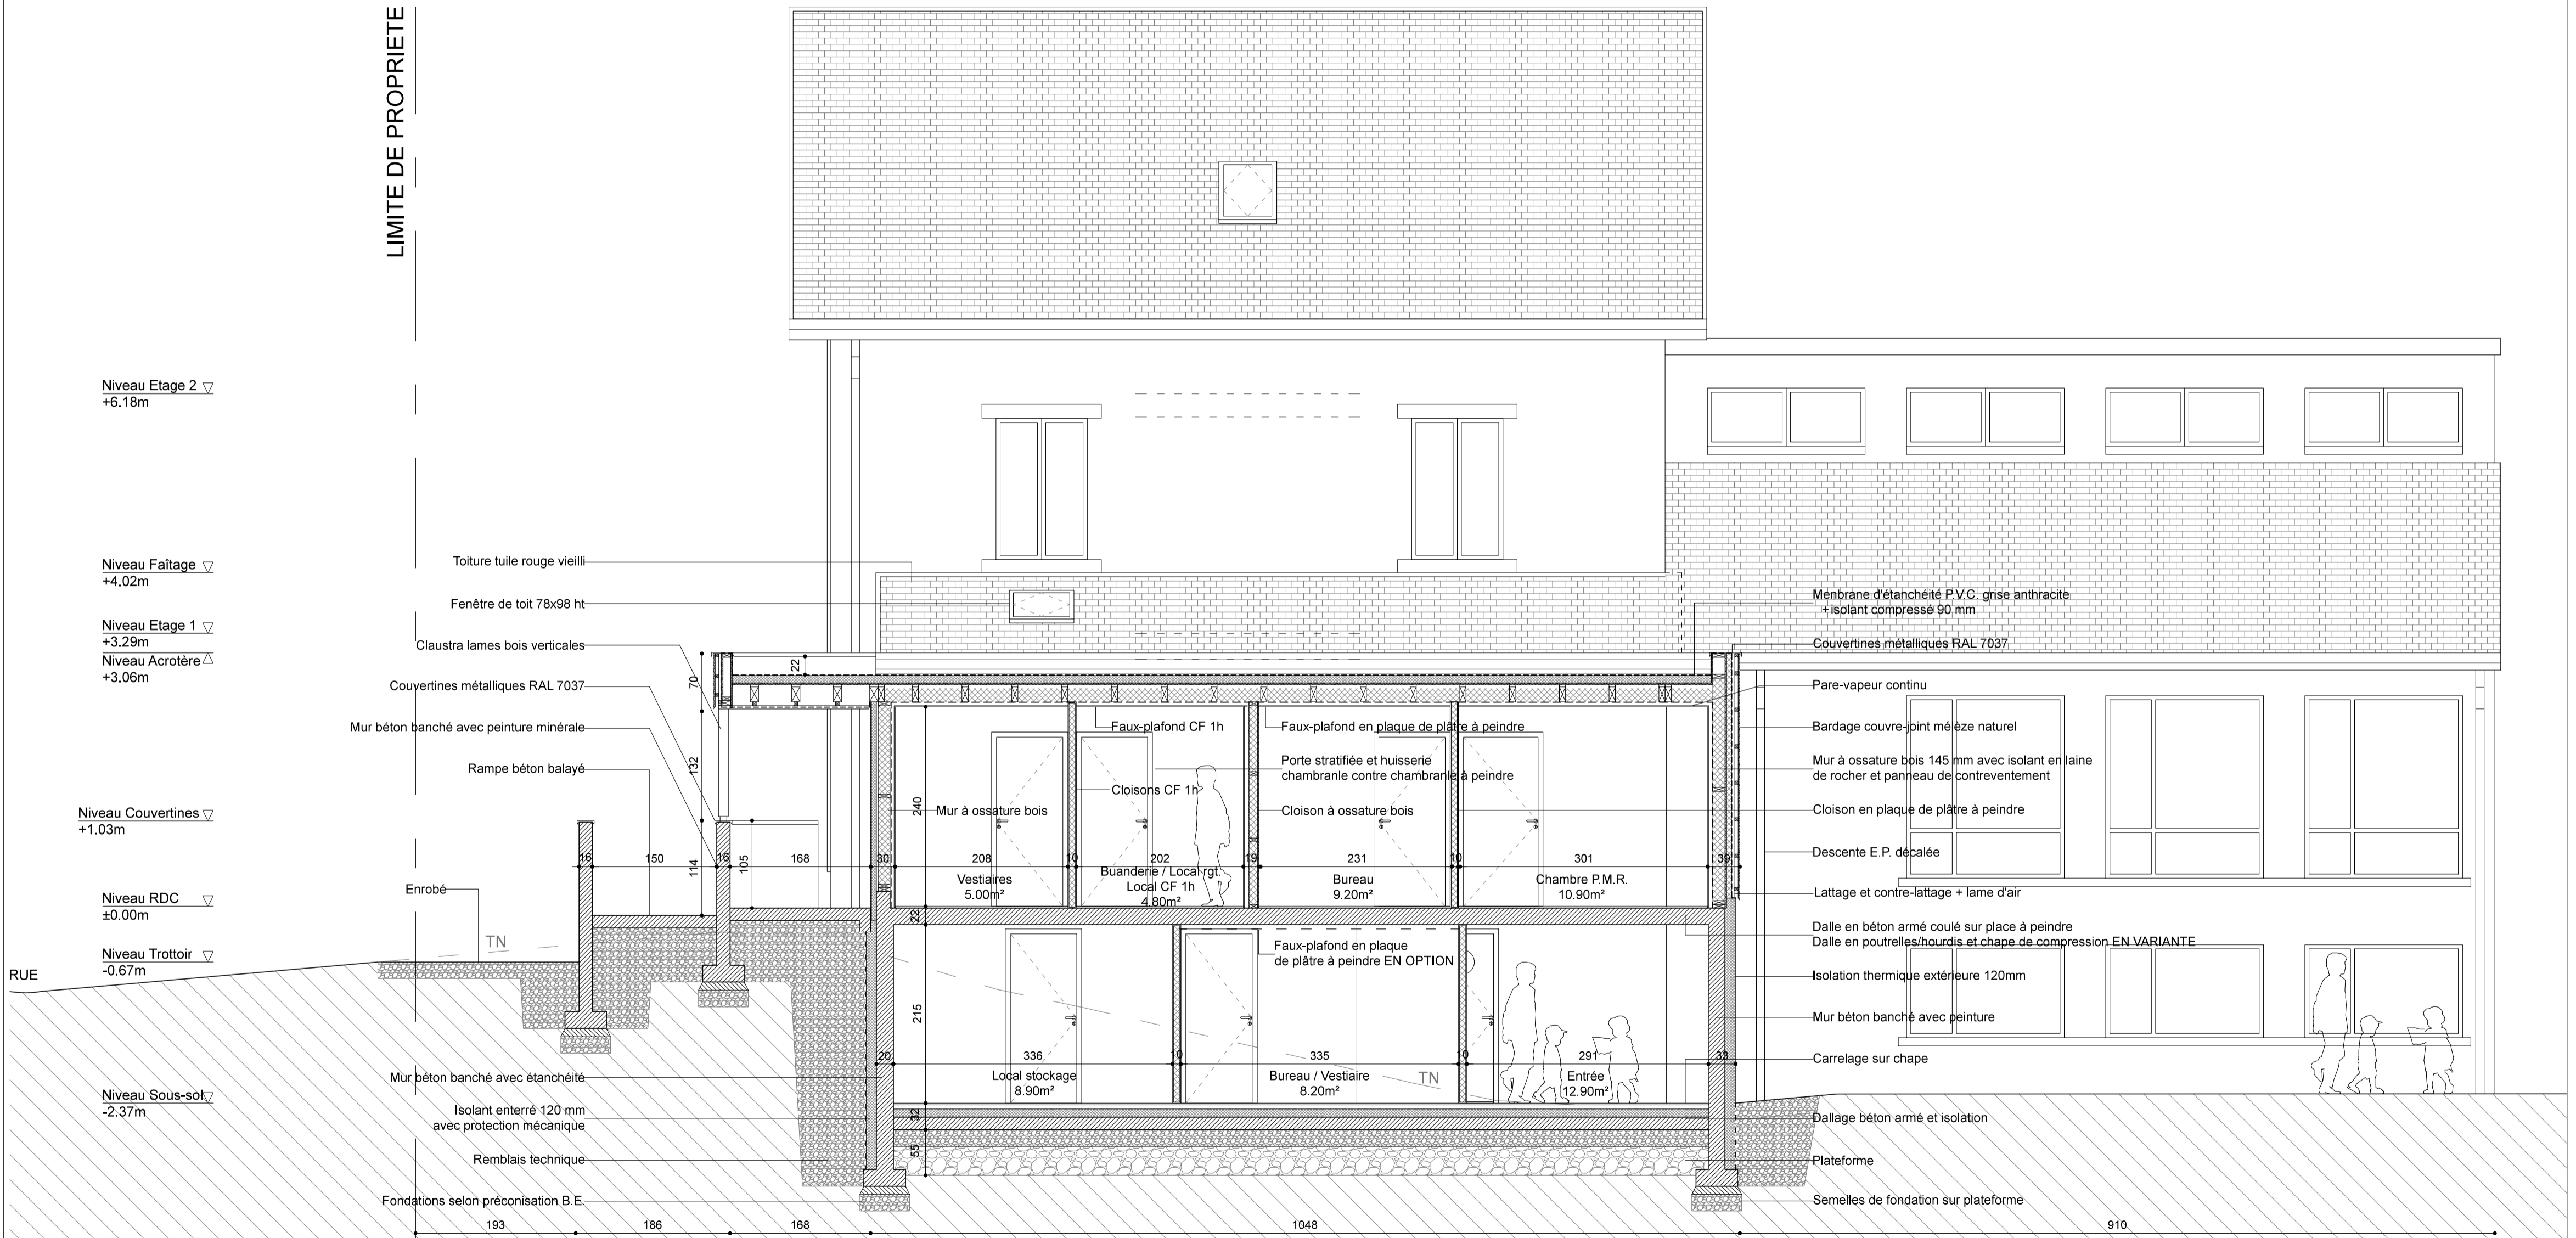 LIMITE DE PROPRIETE
Niveau Etage 2
+6.18m
Niveau Faîtage
+4.02m
Niveau Etage 1
+3.29m
Niveau Acrotère
+3.06m
Niveau Couvertines
+1.03m
Niveau RDC
±0.00m
Niveau Trottoir
-0.67m
RUE
Niveau Sous-sol
-2.37m
Toiture tuile rouge vieilli
Fenêtre de toit 78x98 ht
Claustra lames bois verticales
Couvertines métalliques RAL 7037
Mur béton banché avec peinture minérale
Rampe béton balayé
Enrobé
TN
Mur béton banché avec étanchéité
Isolant enterré 120 mm
avec protection mécanique
Remblais technique
Fondations selon préconisation B.E.
22
70
132
114
105
240
22
215
32
55
Faux-plafond CF 1h
Faux-plafond en plaque de plâtre à peindre
Porte stratifiée et huisserie
chambranle contre chambranle à peindre
Cloisons CF 1h
Mur à ossature bois
Cloison à ossature bois
16
150
16
168
30
208
10
202
19
231
10
301
39
Vestiaires
5.00m²
Buanderie / Local rgt.
Local CF 1h
4.80m²
Bureau
9.20m²
Chambre P.M.R.
10.90m²
Faux-plafond en plaque
de plâtre à peindre EN OPTION
20
336
10
335
10
291
33
Local stockage
8.90m²
Bureau / Vestiaire
8.20m²
TN
Entrée
12.90m²
Menbrane d'étanchéité P.V.C. grise anthracite
+isolant compressé 90 mm
Couvertines métalliques RAL 7037
Pare-vapeur continu
Bardage couvre-joint mélèze naturel
Mur à ossature bois 145 mm avec isolant en laine
de rocher et panneau de contreventement
Cloison en plaque de plâtre à peindre
Descente E.P. décalée
Lattage et contre-lattage + lame d'air
Dalle en béton armé coulé sur place à peindre
Dalle en poutrelles/hourdis et chape de compression EN VARIANTE
Isolation thermique extérieure 120mm
Mur béton banché avec peinture
Carrelage sur chape
Dallage béton armé et isolation
Plateforme
Semelles de fondation sur plateforme
193
186
168
1048
910